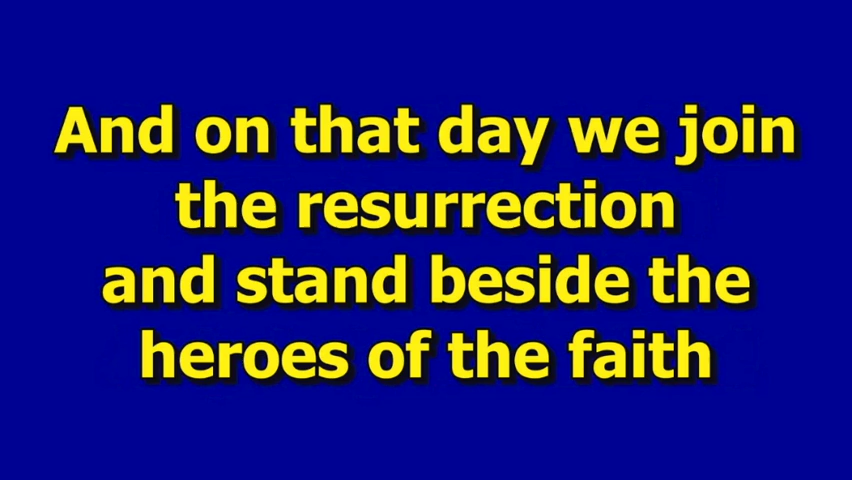 And on that day we join
the resurrection
and stand beside the
heroes of the faith